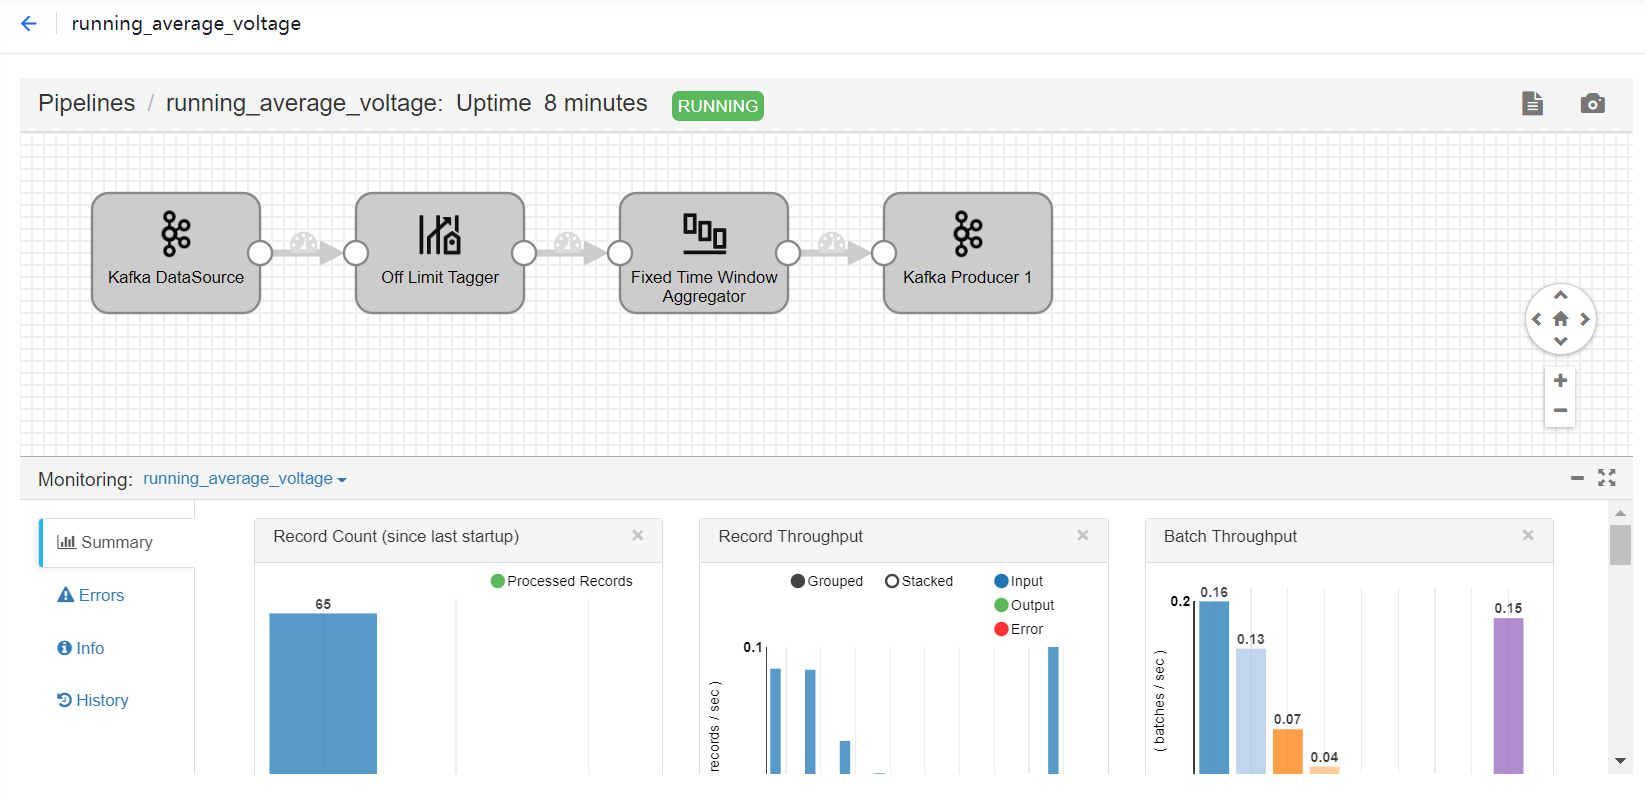 running_average_voltage
Pipelines / running_average_voltage: Uptime 8 minutes RUNNING
Kafka DataSource
Off Limit Tagger
Fixed Time Window
Aggregator
Kafka Producer 1
Monitoring: running_average_voltage
Summary
Errors
Info
History
Record Count (since last startup)
Processed Records
65
Record Throughput
Grouped Stacked Input
Output
Error
0.1
records / sec )
Batch Throughput
0.2
( batches / sec )
0.16
0.13
0.07
0.04
0.15